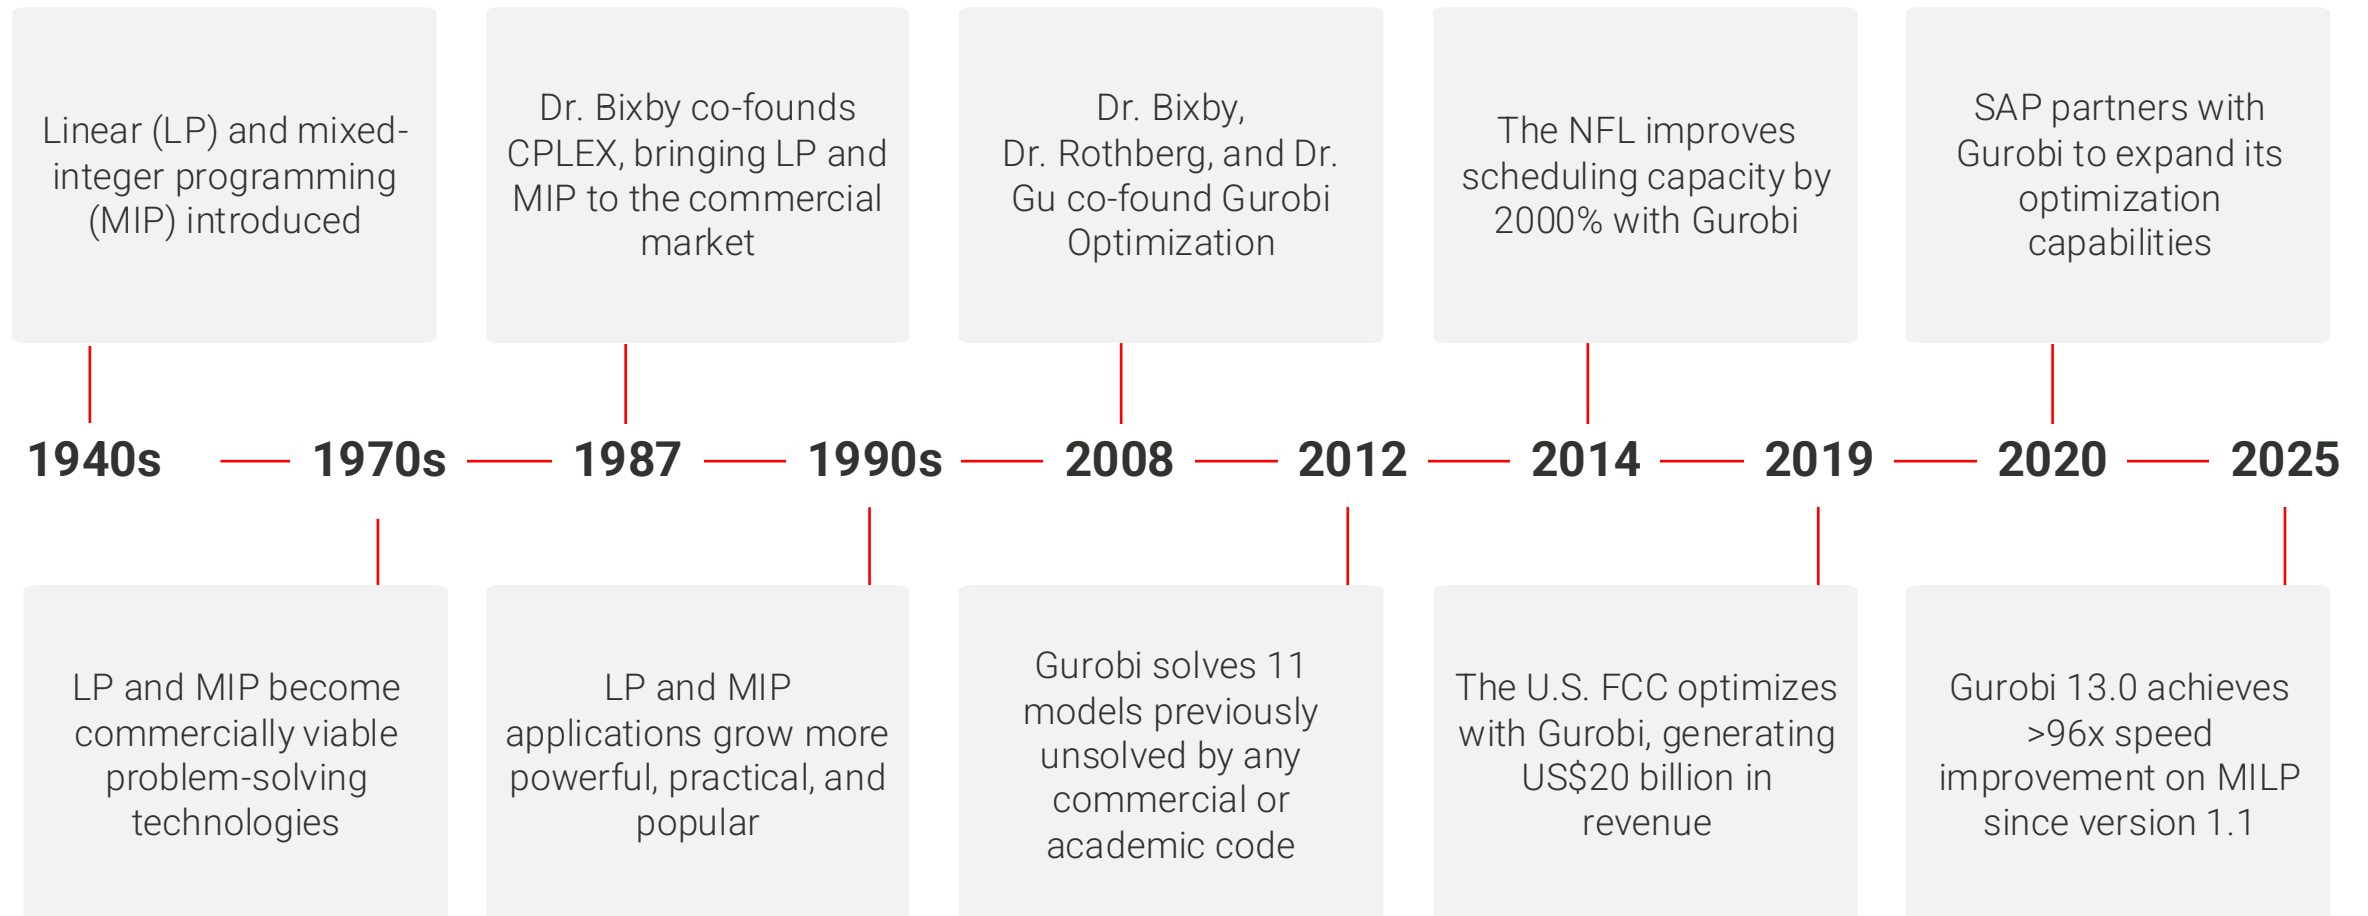 Linear (LP) and mixed-
integer programming
(MIP) introduced
Dr. Bixby co-founds
CPLEX, bringing LP and
MIP to the commercial
market
Dr. Bixby,
Dr. Rothberg, and Dr.
Gu co-found Gurobi
Optimization
The NFL improves
scheduling capacity by
2000% with Gurobi
SAP partners with
Gurobi to expand its
optimization
capabilities
1940s
1970s
1987
1990s
2008
2012
2014
2019
2020
2025
LP and MIP become
commercially viable
problem-solving
technologies
LP and MIP
applications grow more
powerful, practical, and
popular
Gurobi solves 11
models previously
unsolved by any
commercial or
academic code
The U.S. FCC optimizes
with Gurobi, generating
US$20 billion in
revenue
Gurobi 13.0 achieves
>96x speed
improvement on MILP
since version 1.1